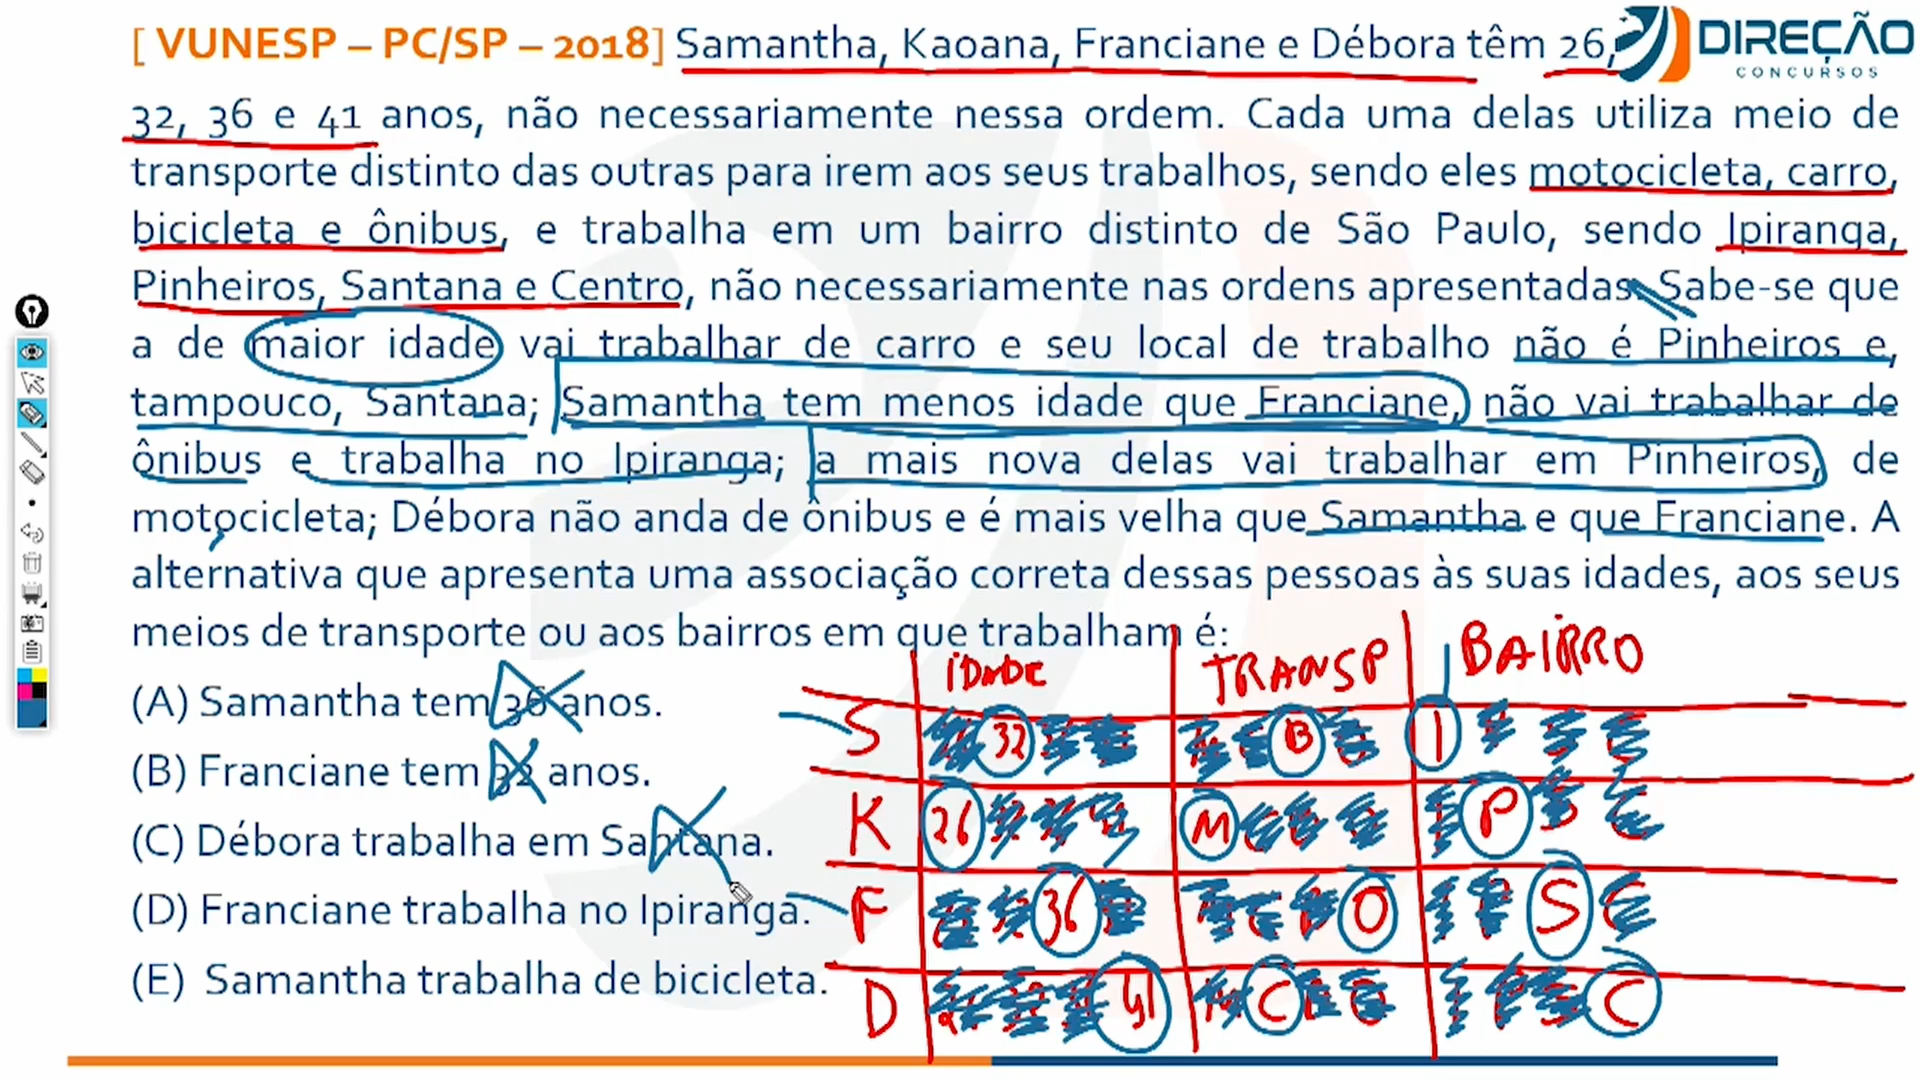 [ VUNESP – PC/SP – 2018] Samantha, Kaoana, Franciane e Débora têm 26,
DIREÇÃO
CONCURSOS
32, 36 e 41 anos, não necessariamente nessa ordem. Cada uma delas utiliza meio de
transporte distinto das outras para irem aos seus trabalhos, sendo eles motocicleta, carro,
bicicleta e ônibus, e trabalha em um bairro distinto de São Paulo, sendo Ipiranga,
Pinheiros, Santana e Centro, não necessariamente nas ordens apresentadas. Sabe-se que
a de maior idade vai trabalhar de carro e seu local de trabalho não é Pinheiros e,
tampouco, Santana; Samantha tem menos idade que Franciane, não vai trabalhar de
ônibus e trabalha no Ipiranga; a mais nova delas vai trabalhar em Pinheiros, de
motocicleta; Débora não anda de ônibus e é mais velha que Samantha e que Franciane. A
alternativa que apresenta uma associação correta dessas pessoas às suas idades, aos seus
meios de transporte ou aos bairros em que trabalham é:
IDADE TRANSP BAIRRO
(A) Samantha tem 36 anos.
S 32 B I
(B) Franciane tem 32 anos.
K 26 M P
(C) Débora trabalha em Santana.
(D) Franciane trabalha no Ipiranga.
F 36 O S
(E) Samantha trabalha de bicicleta.
D 41 C C